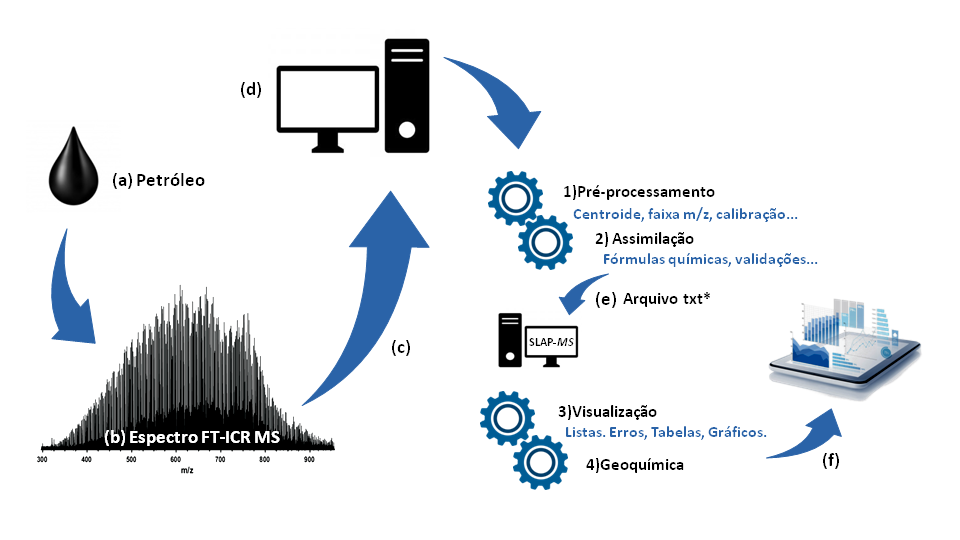 (d)
(a) Petróleo
1)Pré-processamento
Centroide, faixa m/z, calibração...
2) Assimilação
Fórmulas químicas, validações...
(e) Arquivo txt*
SLAP-MS
(c)
3)Visualização
Listas. Erros, Tabelas, Gráficos.
(b) Espectro FT-ICR MS
4)Geoquímica
(f)
300 400 500 600 700 800 900
m/z